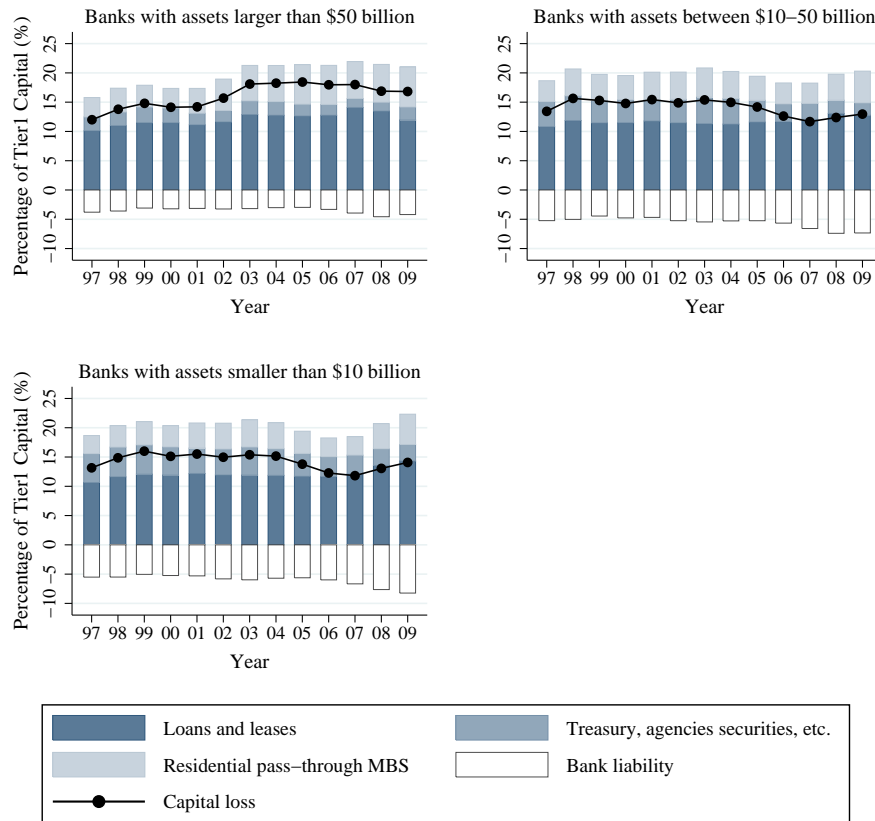 Banks with assets larger than $50 billion
Percentage of Tier1 Capital (%)
25
20
15
10
5
0
−5
−10
97 98 99 00 01 02 03 04 05 06 07 08 09
Year
Banks with assets between $10−50 billion
25
20
15
10
5
0
−5
−10
97 98 99 00 01 02 03 04 05 06 07 08 09
Year
Banks with assets smaller than $10 billion
Percentage of Tier1 Capital (%)
25
20
15
10
5
0
−5
−10
97 98 99 00 01 02 03 04 05 06 07 08 09
Year
Loans and leases
Treasury, agencies securities, etc.
Residential pass−through MBS
Bank liability
Capital loss